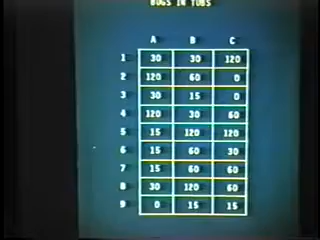 BUGS IN TUBS
A B C
1 30 30 120
2 120 60 0
3 30 15 0
4 120 30 60
5 15 120 120
6 15 60 30
7 15 60 60
8 30 120 60
9 0 15 15